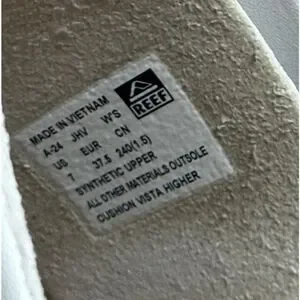 MADE IN VIETNAM
REEF
A-24 JHV W'S
US EUR CN
7 37.5 240(1.5)
SYNTHETIC UPPER
ALL OTHER MATERIALS OUTSOLE
CUSHION VISTA HIGHER